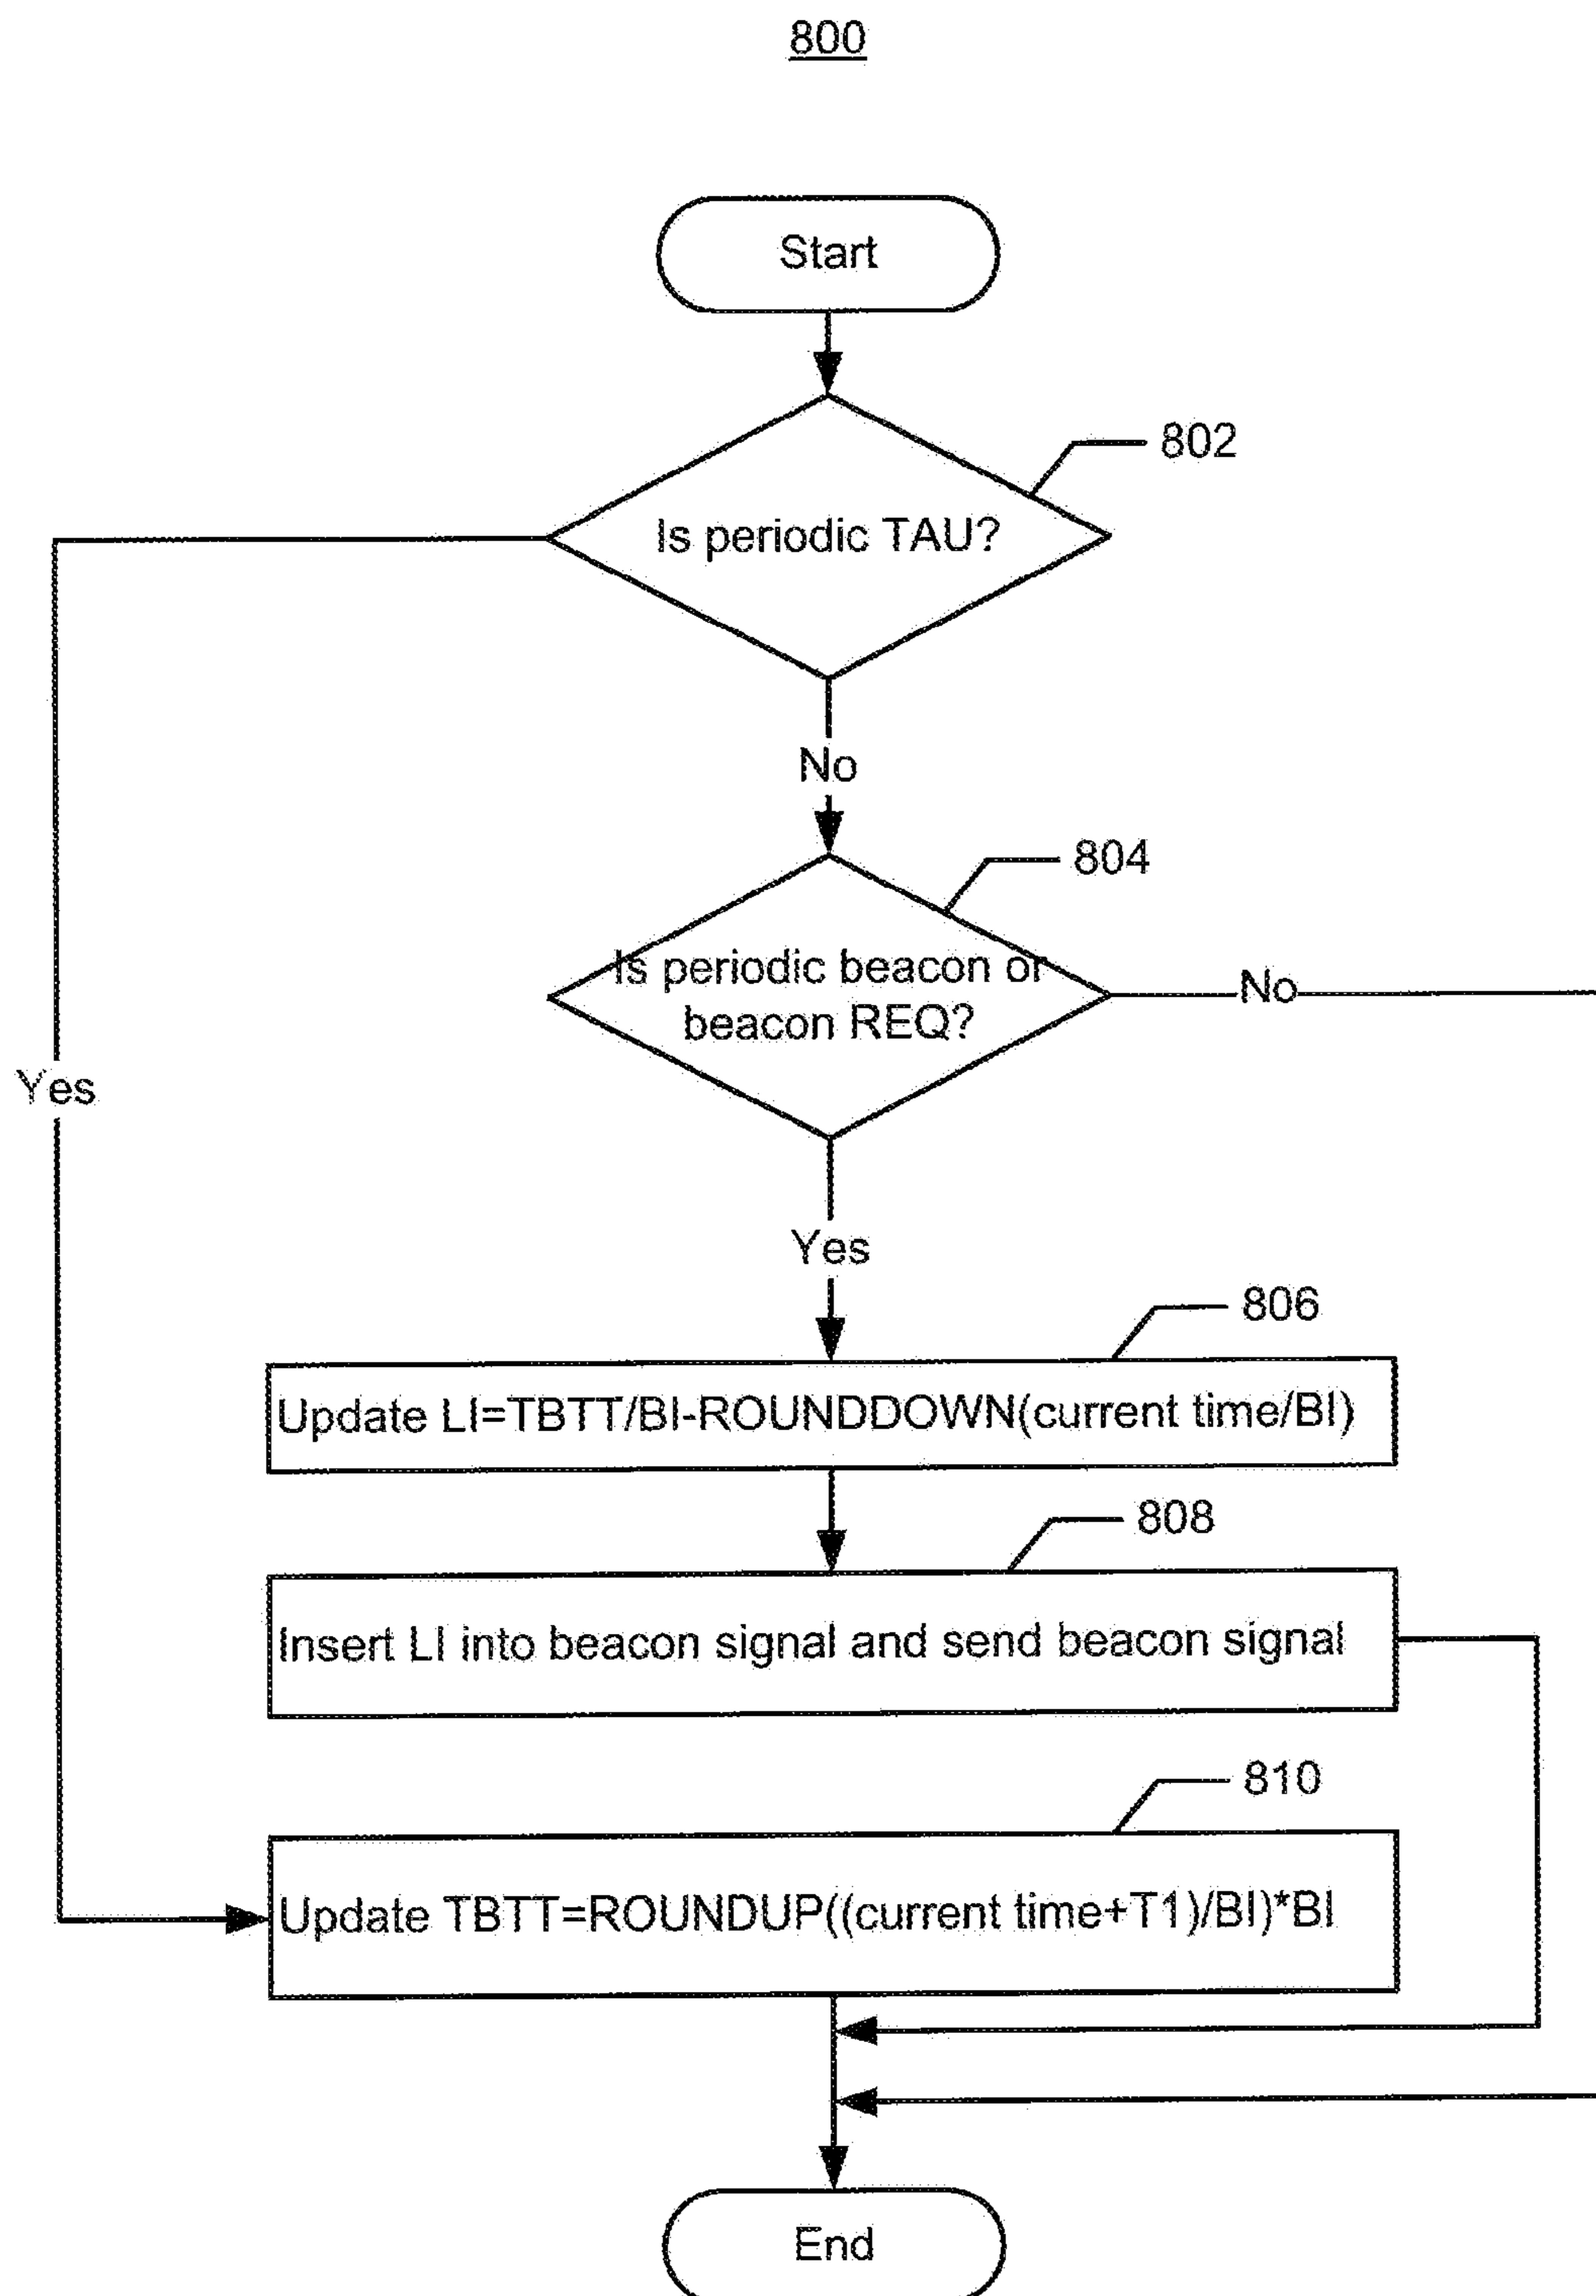 800
Start
802
Is periodic TAU?
No
804
Is periodic beacon or
beacon REQ?
No
Yes
Yes
806
Update LI=TBTT/BI-ROUNDDOWN(current time/BI)
808
Insert LI into beacon signal and send beacon signal
810
Update TBTT=ROUNDUP((current time+T1)/BI)*BI
End